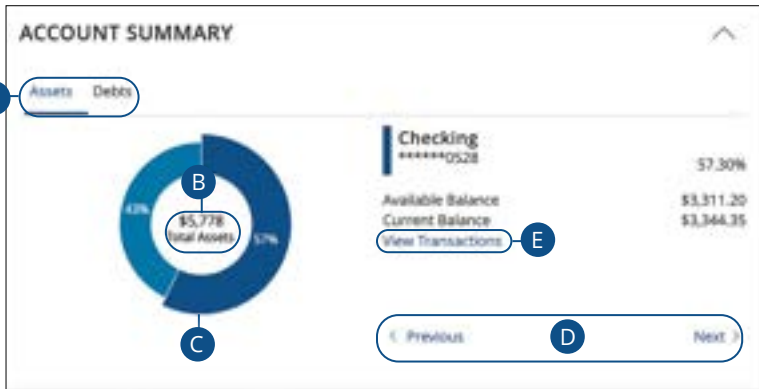 ACCOUNT SUMMARY
Assets Debts
Checking
******0528
57.30%
B
43%
$5,778
Total Assets
57%
Available Balance $3,311.20
Current Balance $3,344.35
View Transactions E
C
< Previous D Next >